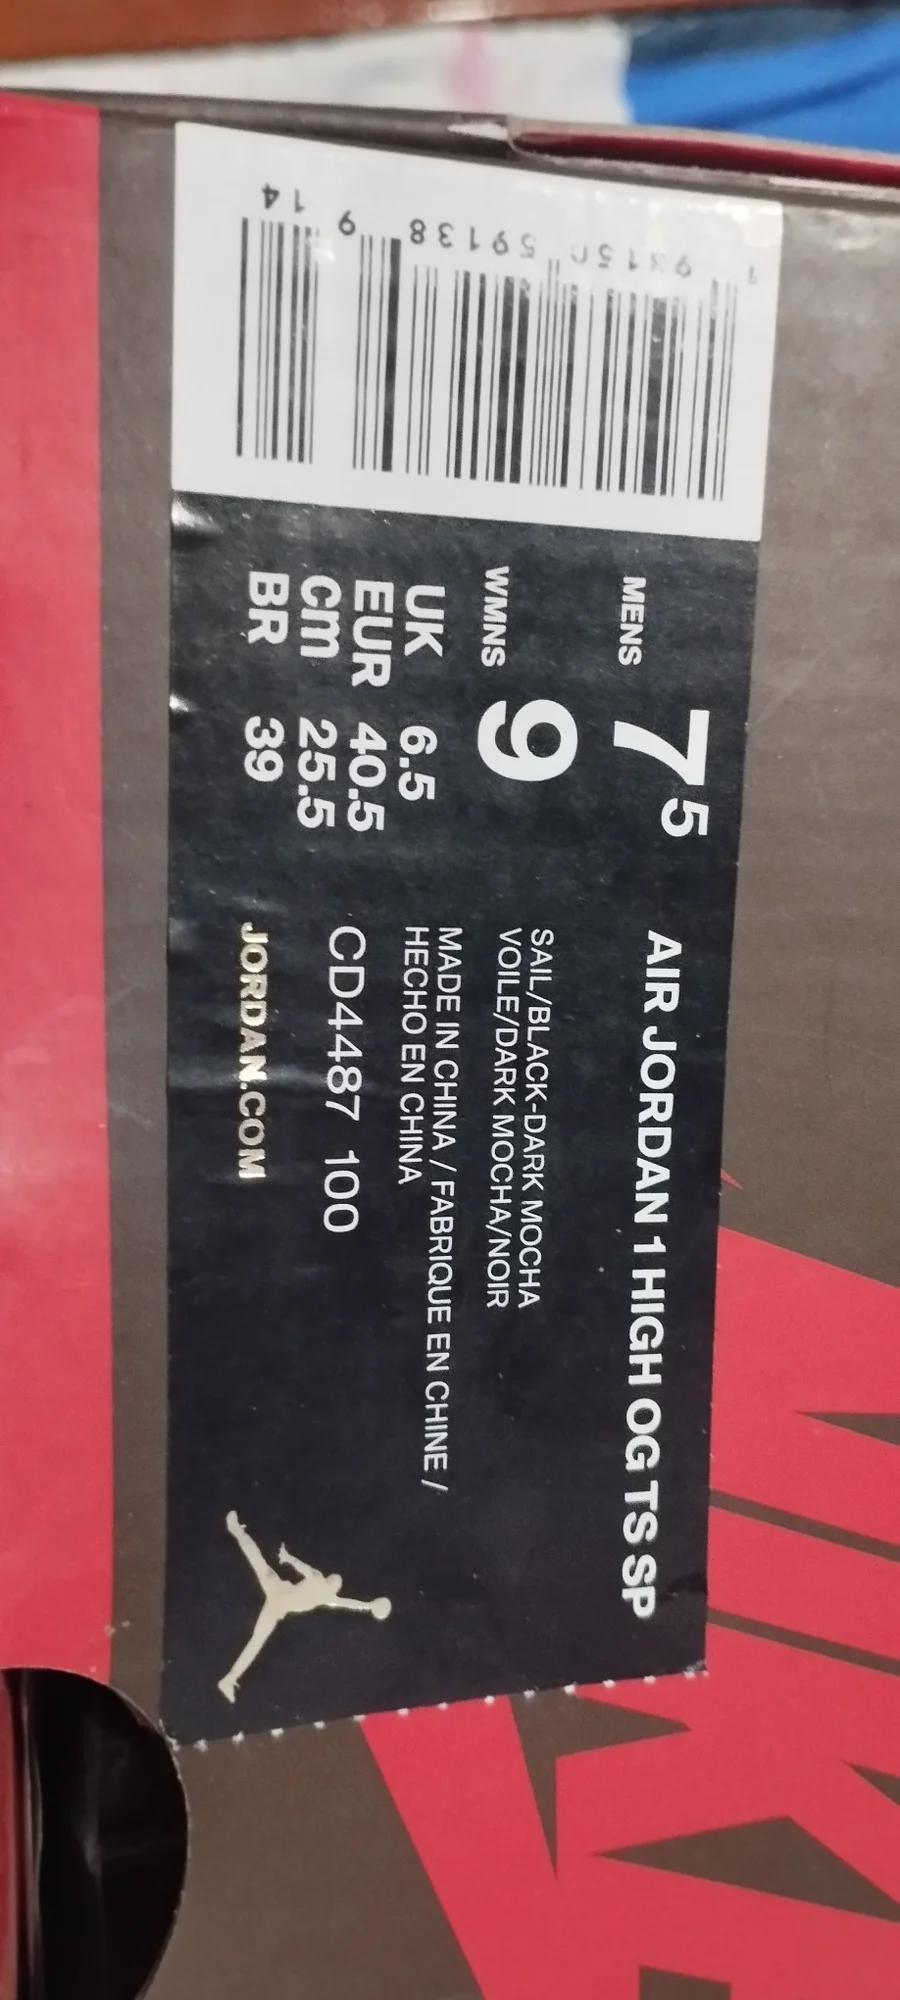 MENS 7 5 AIR JORDAN 1 HIGH OG TS SP
WMNS 9 SAIL/BLACK-DARK MOCHA
VOILE/DARK MOCHA/NOIR
UK 6.5 MADE IN CHINA / FABRIQUE EN CHINE /
EUR 40.5 HECHO EN CHINA
cm 25.5 CD4487 100
BR 39 JORDAN.COM
59138 9 14